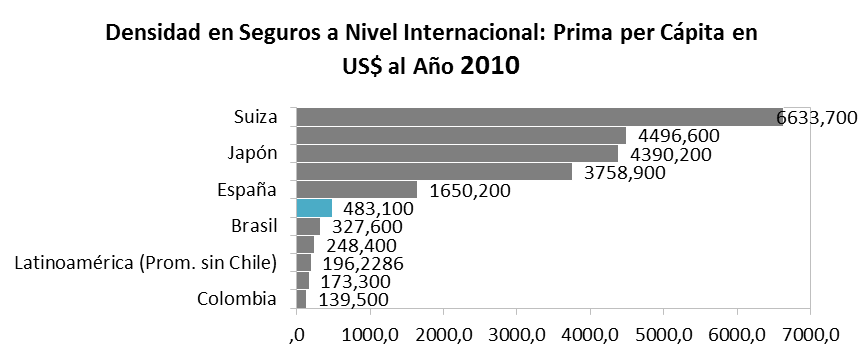 Densidad en Seguros a Nivel Internacional: Prima per Cápita en
US$ al Año 2010
Suiza 6633,700
4496,600
Japón 4390,200
3758,900
España 1650,200
483,100
Brasil 327,600
248,400
Latinoamérica (Prom. sin Chile) 196,2286
173,300
Colombia 139,500
,0 1000,0 2000,0 3000,0 4000,0 5000,0 6000,0 7000,0